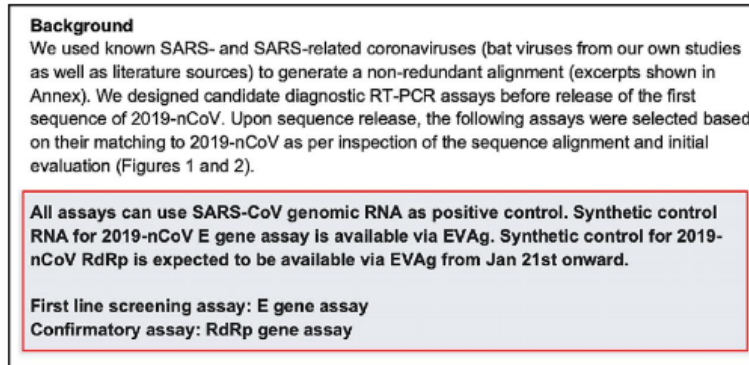 Background
We used known SARS- and SARS-related coronaviruses (bat viruses from our own studies
as well as literature sources) to generate a non-redundant alignment (excerpts shown in
Annex). We designed candidate diagnostic RT-PCR assays before release of the first
sequence of 2019-nCoV. Upon sequence release, the following assays were selected based
on their matching to 2019-nCoV as per inspection of the sequence alignment and initial
evaluation (Figures 1 and 2).
All assays can use SARS-CoV genomic RNA as positive control. Synthetic control
RNA for 2019-nCoV E gene assay is available via EVAg. Synthetic control for 2019-
nCoV RdRp is expected to be available via EVAg from Jan 21st onward.
First line screening assay: E gene assay
Confirmatory assay: RdRp gene assay